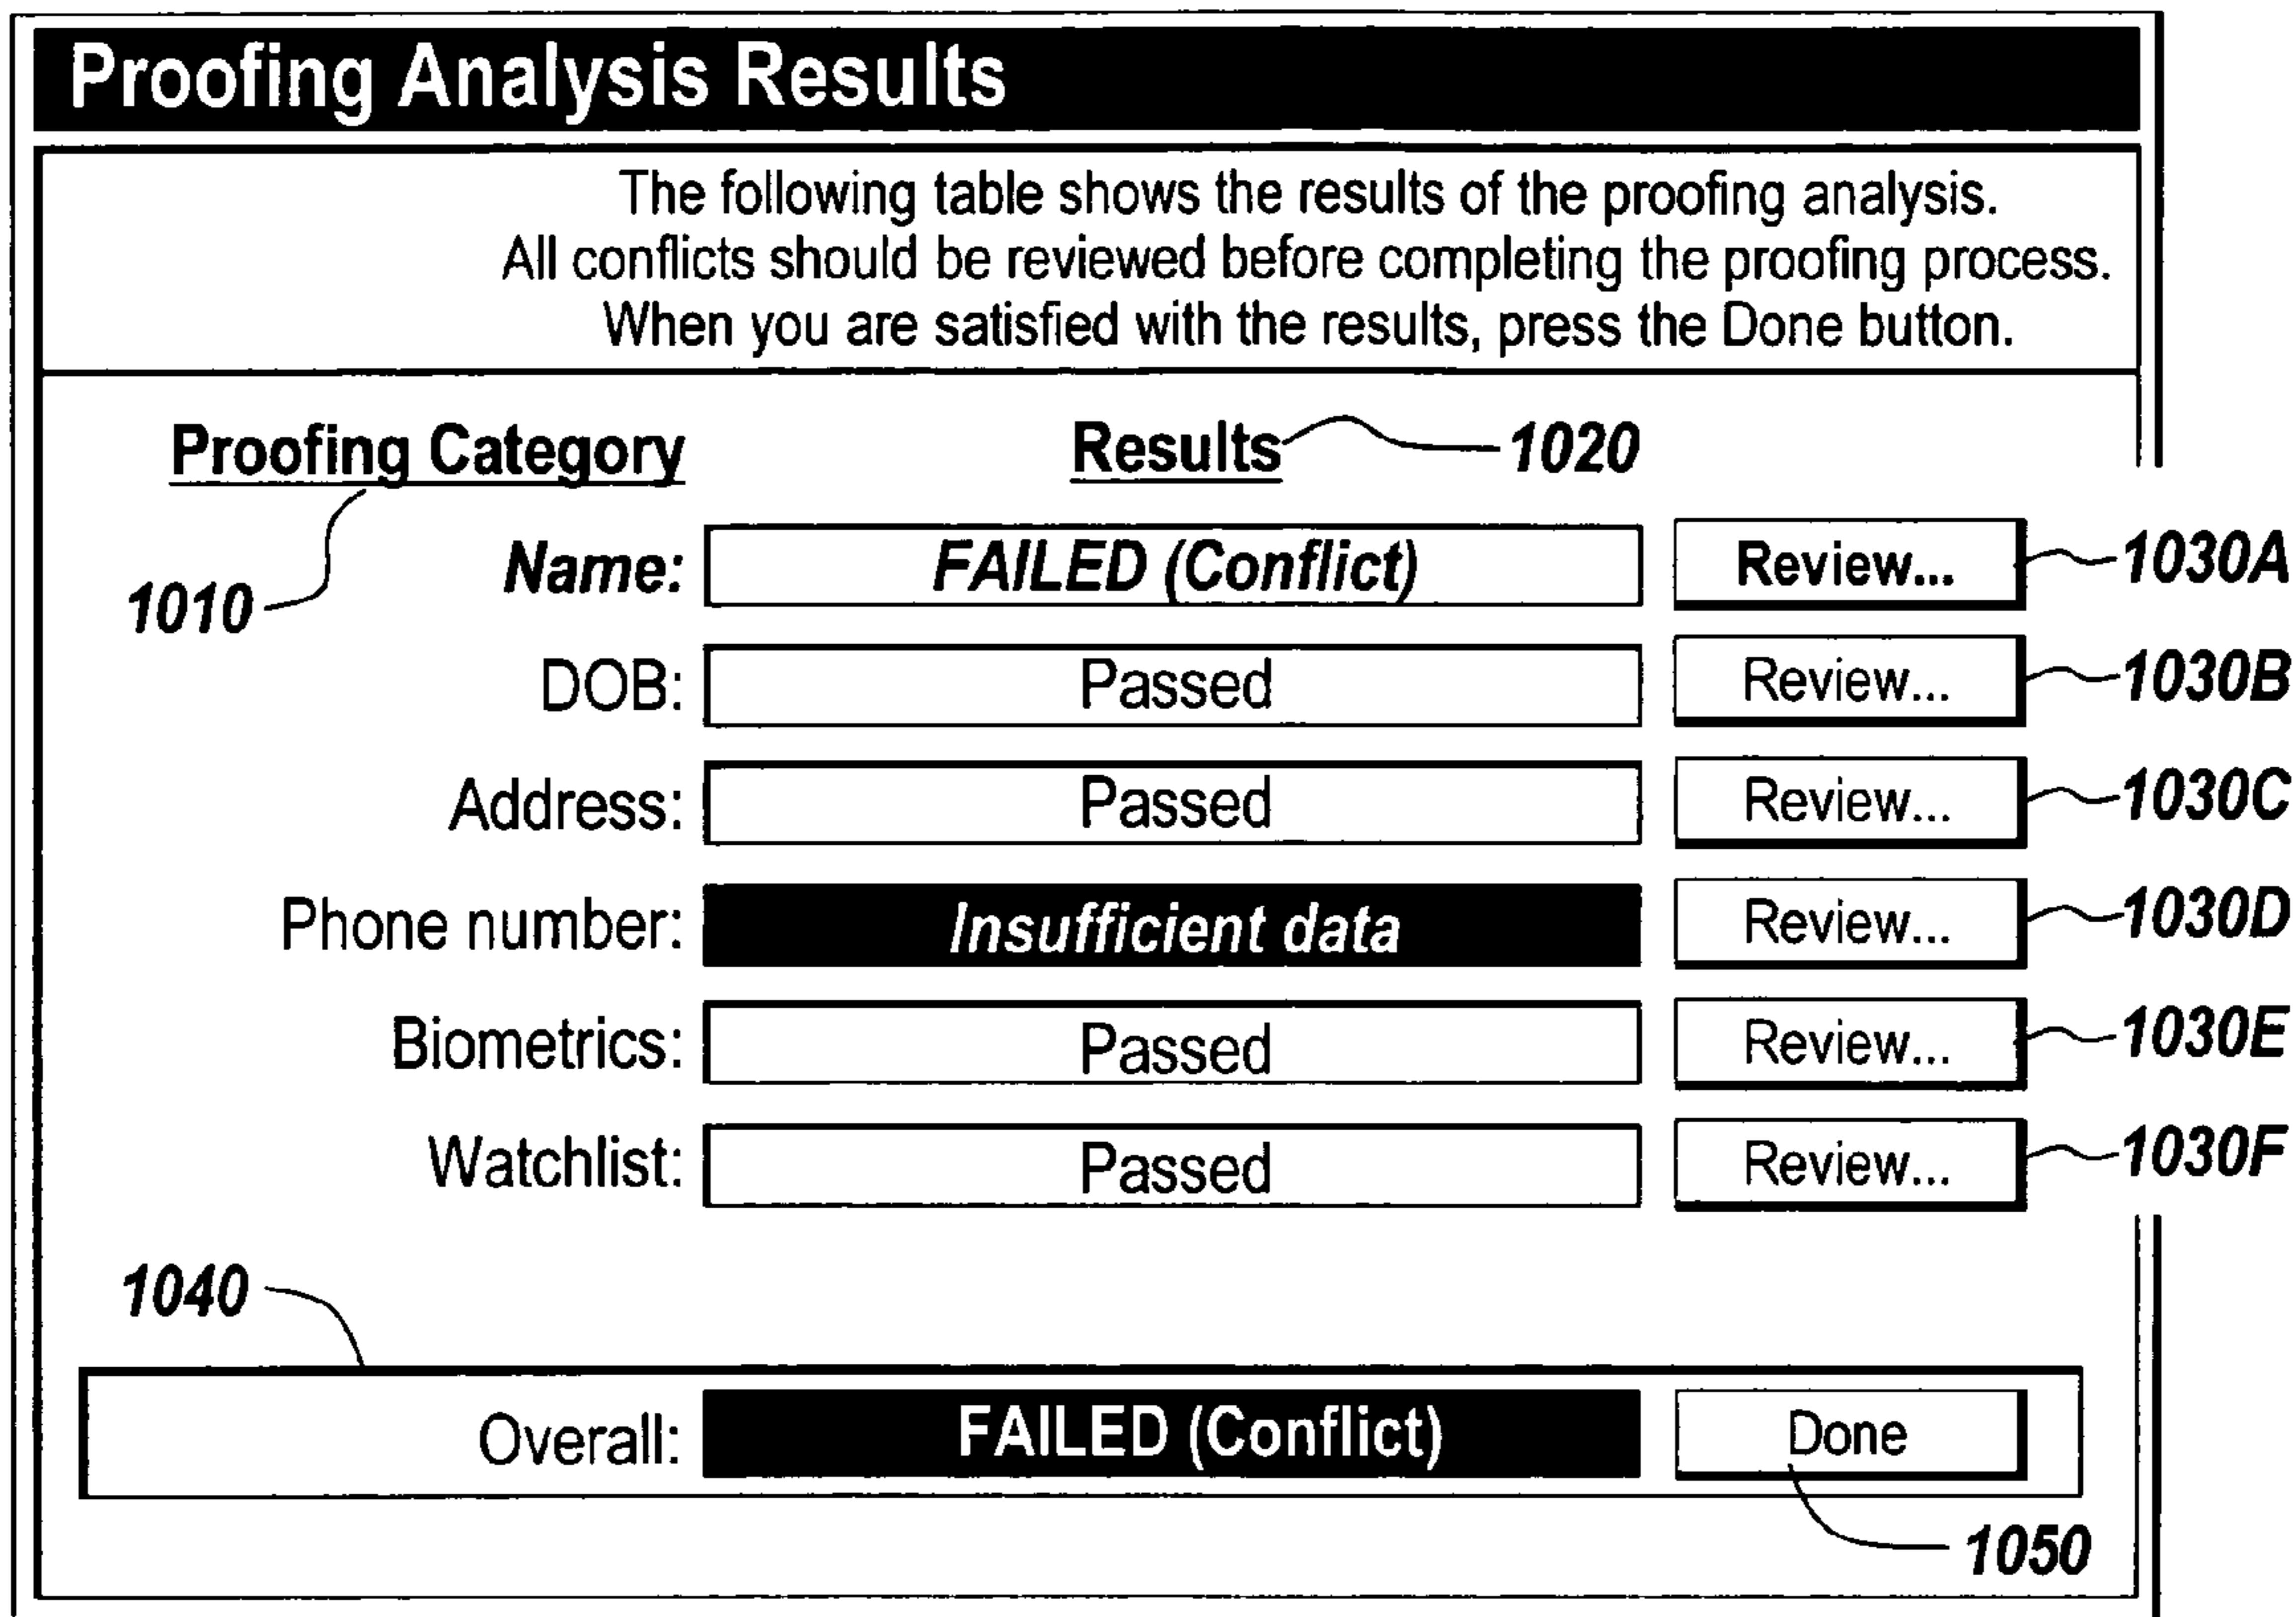 Proofing Analysis Results
The following table shows the results of the proofing analysis.
All conflicts should be reviewed before completing the proofing process.
When you are satisfied with the results, press the Done button.
Proofing Category Results 1020
1010
Name: FAILED (Conflict) Review... 1030A
DOB: Passed Review... 1030B
Address: Passed Review... 1030C
Phone number: Insufficient data Review... 1030D
Biometrics: Passed Review... 1030E
Watchlist: Passed Review... 1030F
1040
Overall: FAILED (Conflict) Done
1050